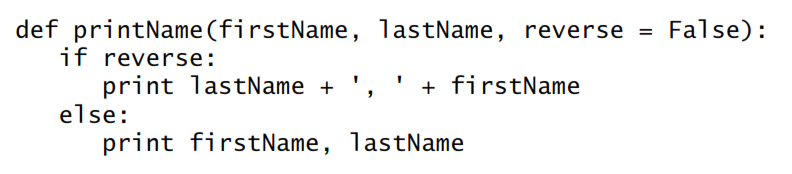 def printName(firstName, lastName, reverse = False):
   if reverse:
      print lastName + ', ' + firstName
   else:
      print firstName, lastName